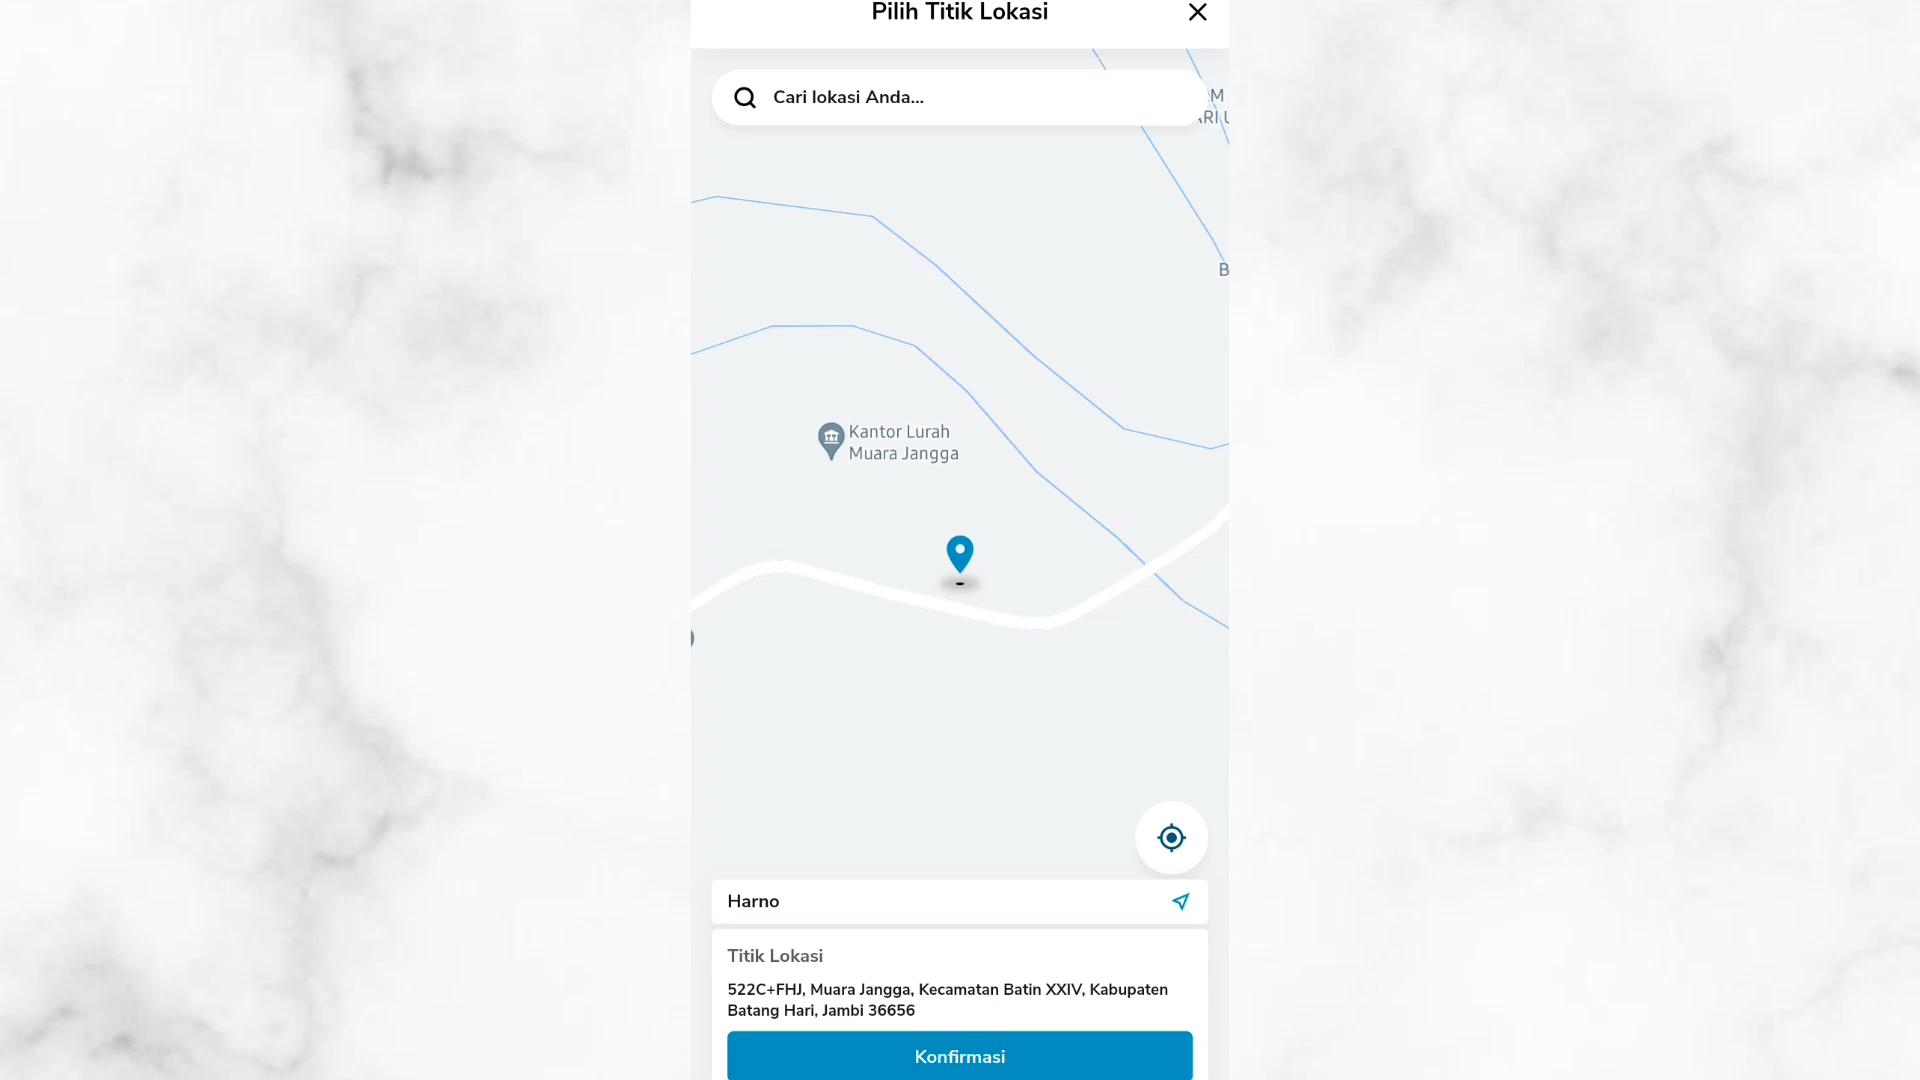 Pilih Titik Lokasi
Cari lokasi Anda...
M
ARI U
B
Kantor Lurah
Muara Jangga
Harno
Titik Lokasi
522C+FHJ, Muara Jangga, Kecamatan Batin XXIV, Kabupaten
Batang Hari, Jambi 36656
Konfirmasi